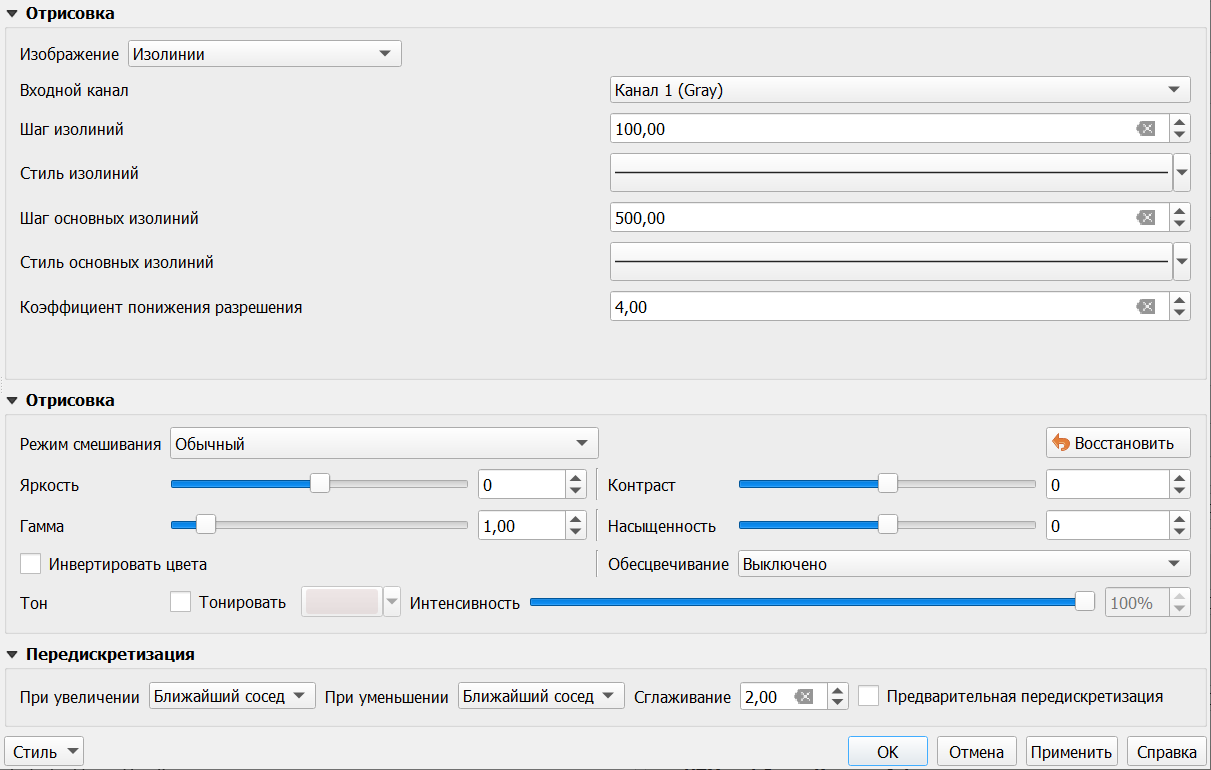 Отрисовка
Изображение Изолинии
Входной канал Канал 1 (Gray)
Шаг изолиний 100,00
Стиль изолиний
Шаг основных изолиний 500,00
Стиль основных изолиний
Коэффициент понижения разрешения 4,00
Отрисовка
Режим смешивания Обычный Восстановить
Яркость 0 Контраст 0
Гамма 1,00 Насыщенность 0
Инвертировать цвета Обесцвечивание Выключено
Тон Тонировать Интенсивность 100%
Передискретизация
При увеличении Ближайший сосед При уменьшении Ближайший сосед Сглаживание 2,00 Предварительная передискретизация
Стиль OK Отмена Применить Справка